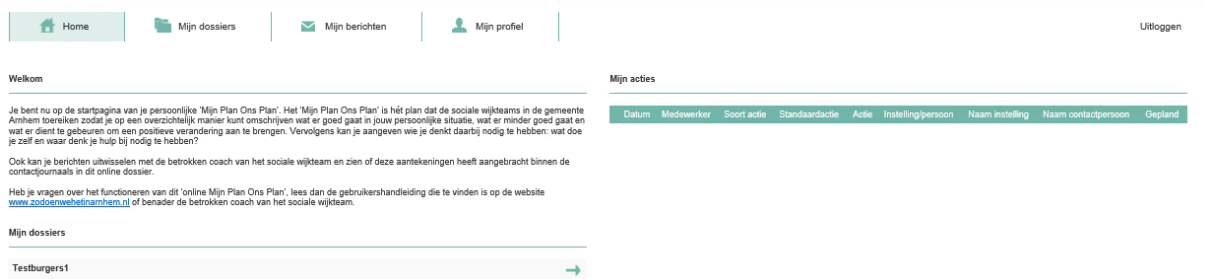 Home Mijn dossiers Mijn berichten Mijn profiel Uitloggen
Welkom
Je bent nu op de startpagina van je persoonlijke 'Mijn Plan Ons Plan'. Het 'Mijn Plan Ons Plan' is hét plan dat de sociale wijkteams in de gemeente
Arnhem toereiken zodat je op een overzichtelijk manier kunt omschrijven wat er goed gaat in jouw persoonlijke situatie, wat er minder goed gaat en
wat er dient te gebeuren om een positieve verandering aan te brengen. Vervolgens kan je aangeven wie je denkt daarbij nodig te hebben: wat doe
je zelf en waar denk je hulp bij nodig te hebben?
Ook kan je berichten uitwisselen met de betrokken coach van het sociale wijkteam en zien of deze aantekeningen heeft aangebracht binnen de
contactjournaals in dit online dossier.
Heb je vragen over het functioneren van dit 'online Mijn Plan Ons Plan', lees dan de gebruikershandleiding die te vinden is op de website
www.zodoenwehetinarnhem.nl of benader de betrokken coach van het sociale wijkteam.
Mijn dossiers
Testburgers1
Mijn acties
Datum Medewerker Soort actie Standaardactie Actie Instelling/persoon Naam instelling Naam contactpersoon Gepland